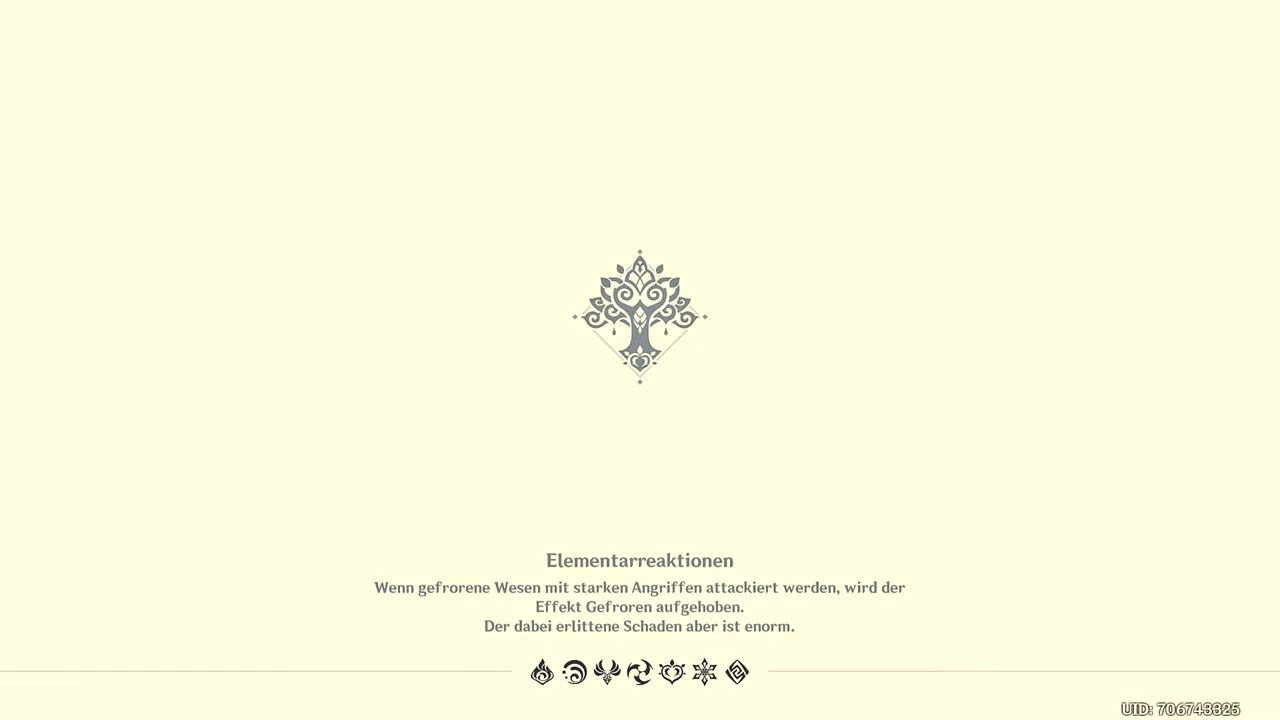 Elementarreaktionen
Wenn gefrorene Wesen mit starken Angriffen attackiert werden, wird der
Effekt Gefroren aufgehoben.
Der dabei erlittene Schaden aber ist enorm.
UID: 706743325